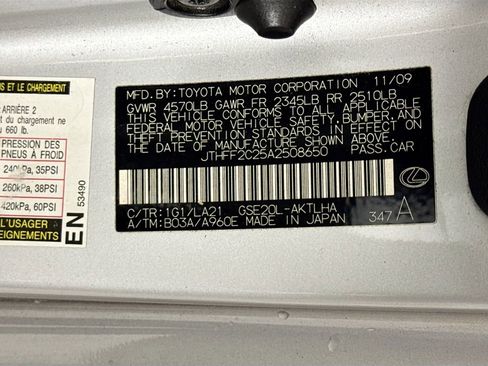 US ET LE CHARGEMENT
ARRIÈRE 2
du chargement ne
ou 660 lb.
PRESSION DES
PNEUS À FROID
240kPa, 35PSI
260kPa, 38PSI
420kPa, 60PSI
L'USAGER
EIGNEMENTS
EN
53490
MFD.BY:TOYOTA MOTOR CORPORATION 11/09
GVWR 4570LB GAWR FR 2345LB RR 2510LB
THIS VEHICLE CONFORMS TO ALL APPLICABLE
FEDERAL MOTOR VEHICLE SAFETY, BUMPER, AND
THEFT PREVENTION STANDARDS IN EFFECT ON
THE DATE OF MANUFACTURE SHOWN ABOVE.
JTHFF2C25A2508650 PASS.CAR
C/TR:1G1/LA21 GSE20L-AKTLHA
A/TM:B03A/A960E MADE IN JAPAN 347 A